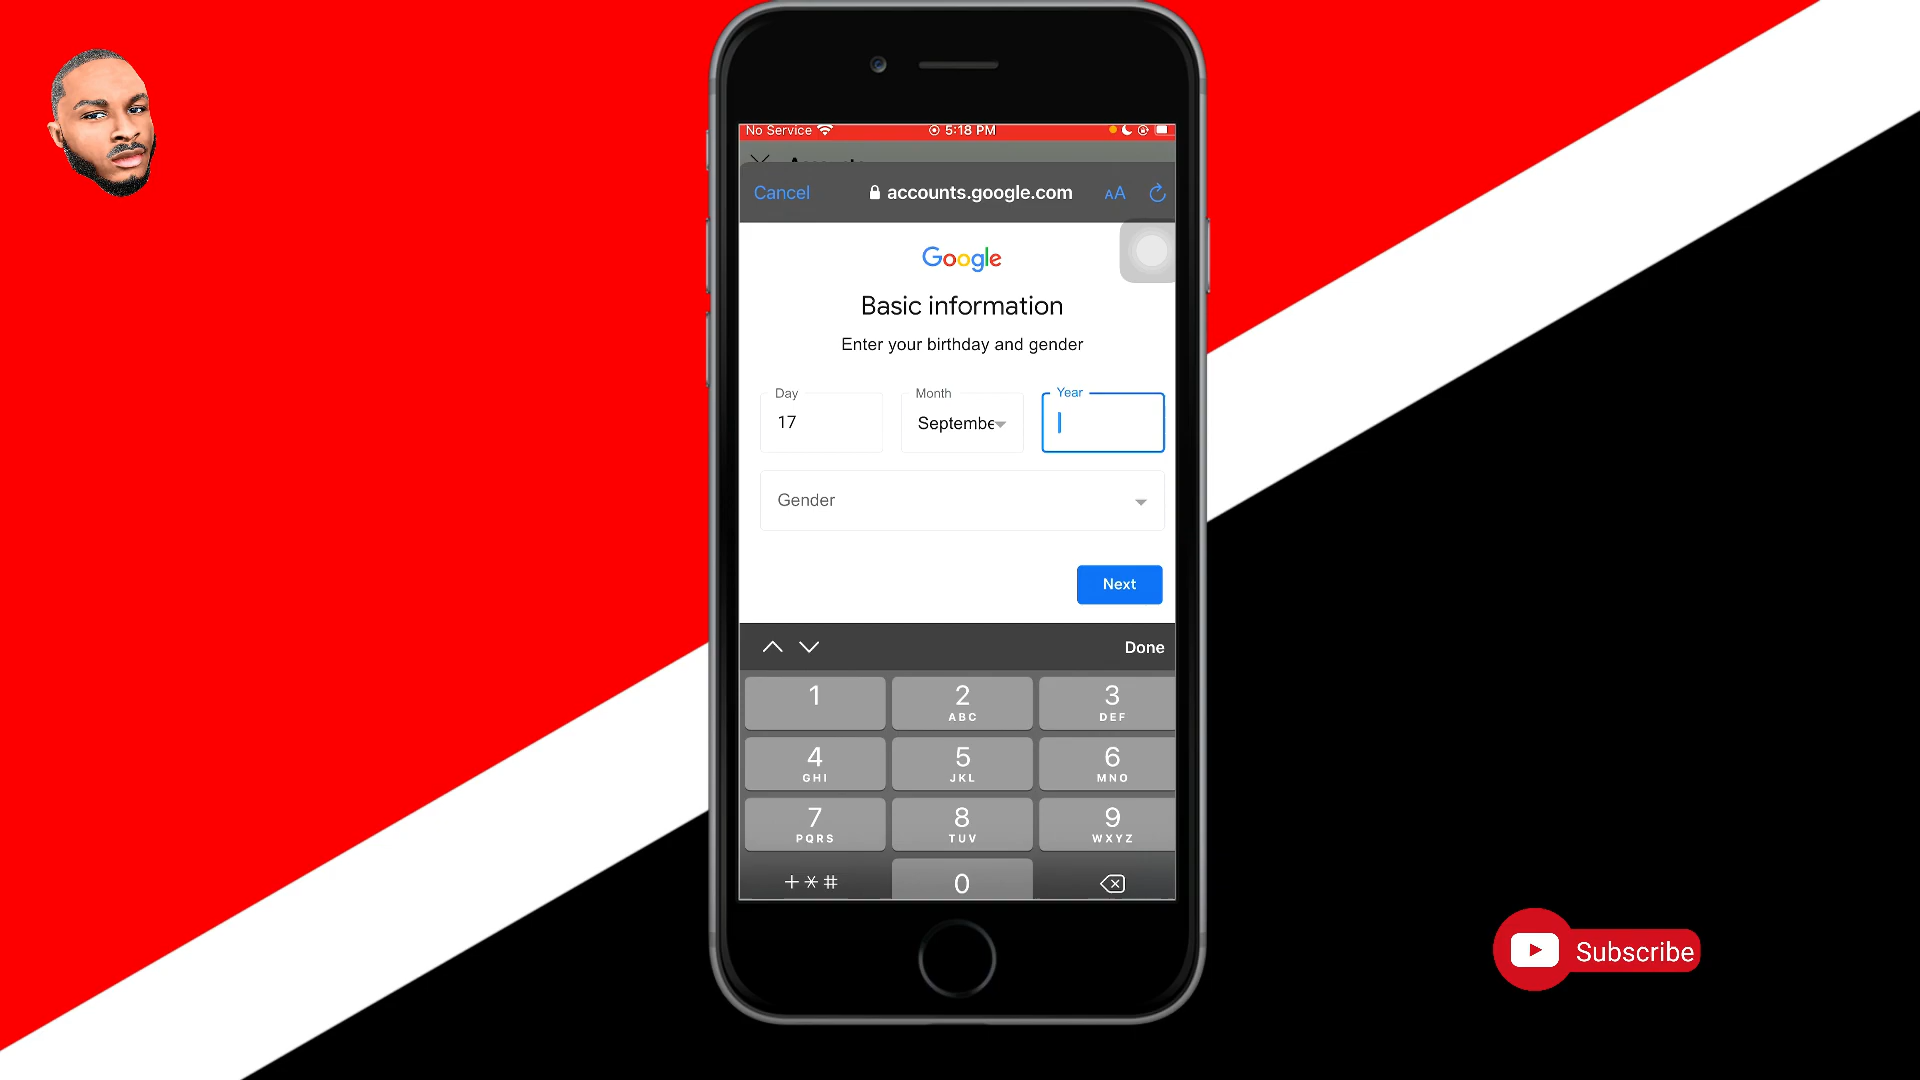 No Service 5:18 PM
Cancel accounts.google.com AA
Google
Basic information
Enter your birthday and gender
Day Month Year
17 Septembe
Gender
Next
Done
1 2 3
ABC DEF
4 5 6
GHI JKL MNO
7 8 9
PQRS TUV WXYZ
+*# 0
Subscribe